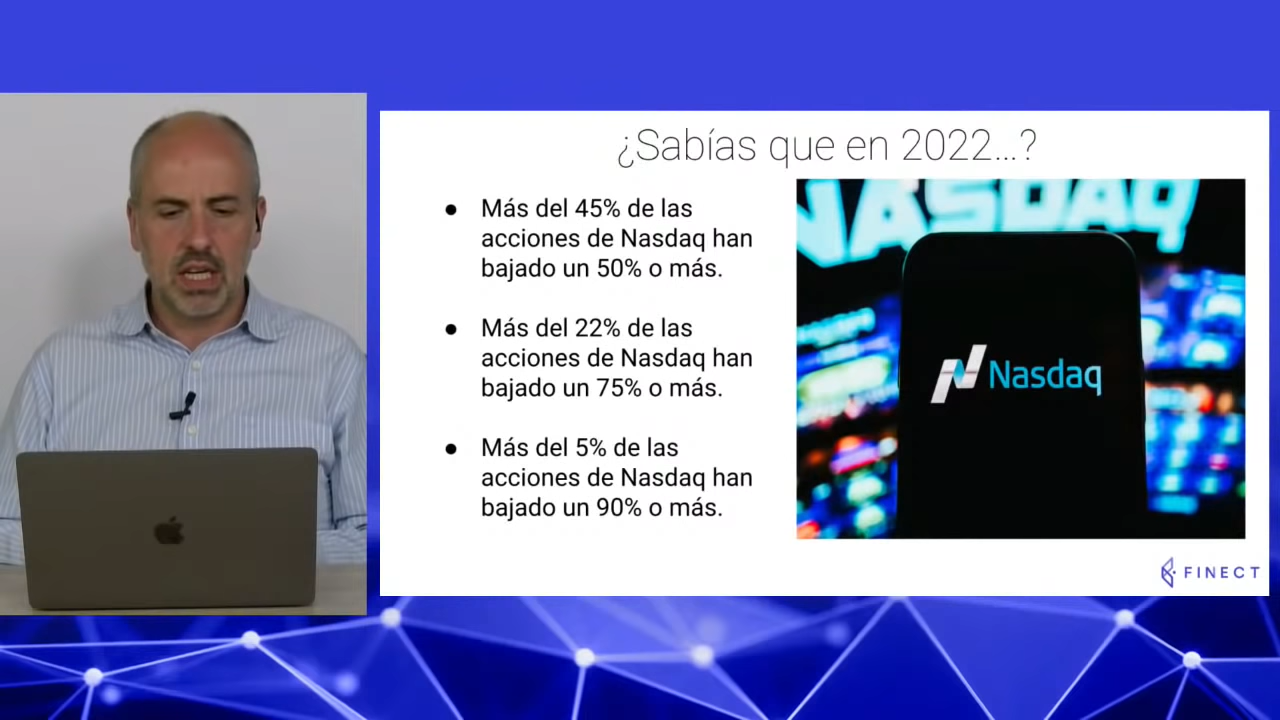 ¿Sabías que en 2022...?
● Más del 45% de las
acciones de Nasdaq han
bajado un 50% o más.
● Más del 22% de las
acciones de Nasdaq han
bajado un 75% o más.
● Más del 5% de las
acciones de Nasdaq han
bajado un 90% o más.
NASDAQ
Nasdaq
FINECT